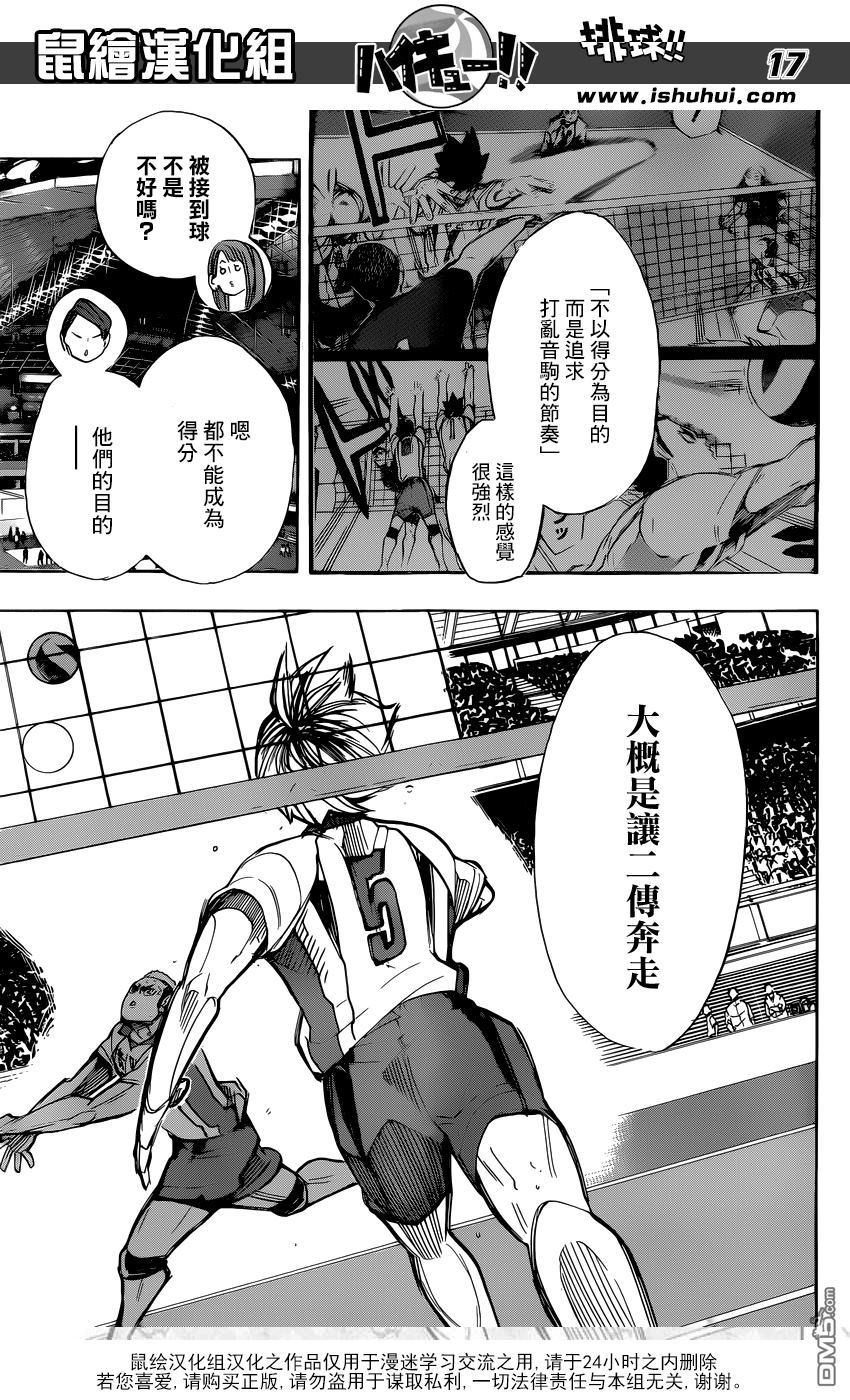 鼠繪漢化組
ハイキュー!!
排球!!
17
www.ishuhui.com
「不以得分為目的
而是追求
打亂音駒的節奏」
這樣的感覺
很強烈
被接到球
不是
不好嗎？
嗯
都不能成為
得分
他們的目的
——
大概是讓二傳奔走
5
DM5.com
鼠绘汉化组汉化之作品仅用于漫迷学习交流之用, 请于24小时之内删除
若您喜爱, 请购买正版, 请勿盗用于谋取私利, 一切法律责任与本组无关, 谢谢。